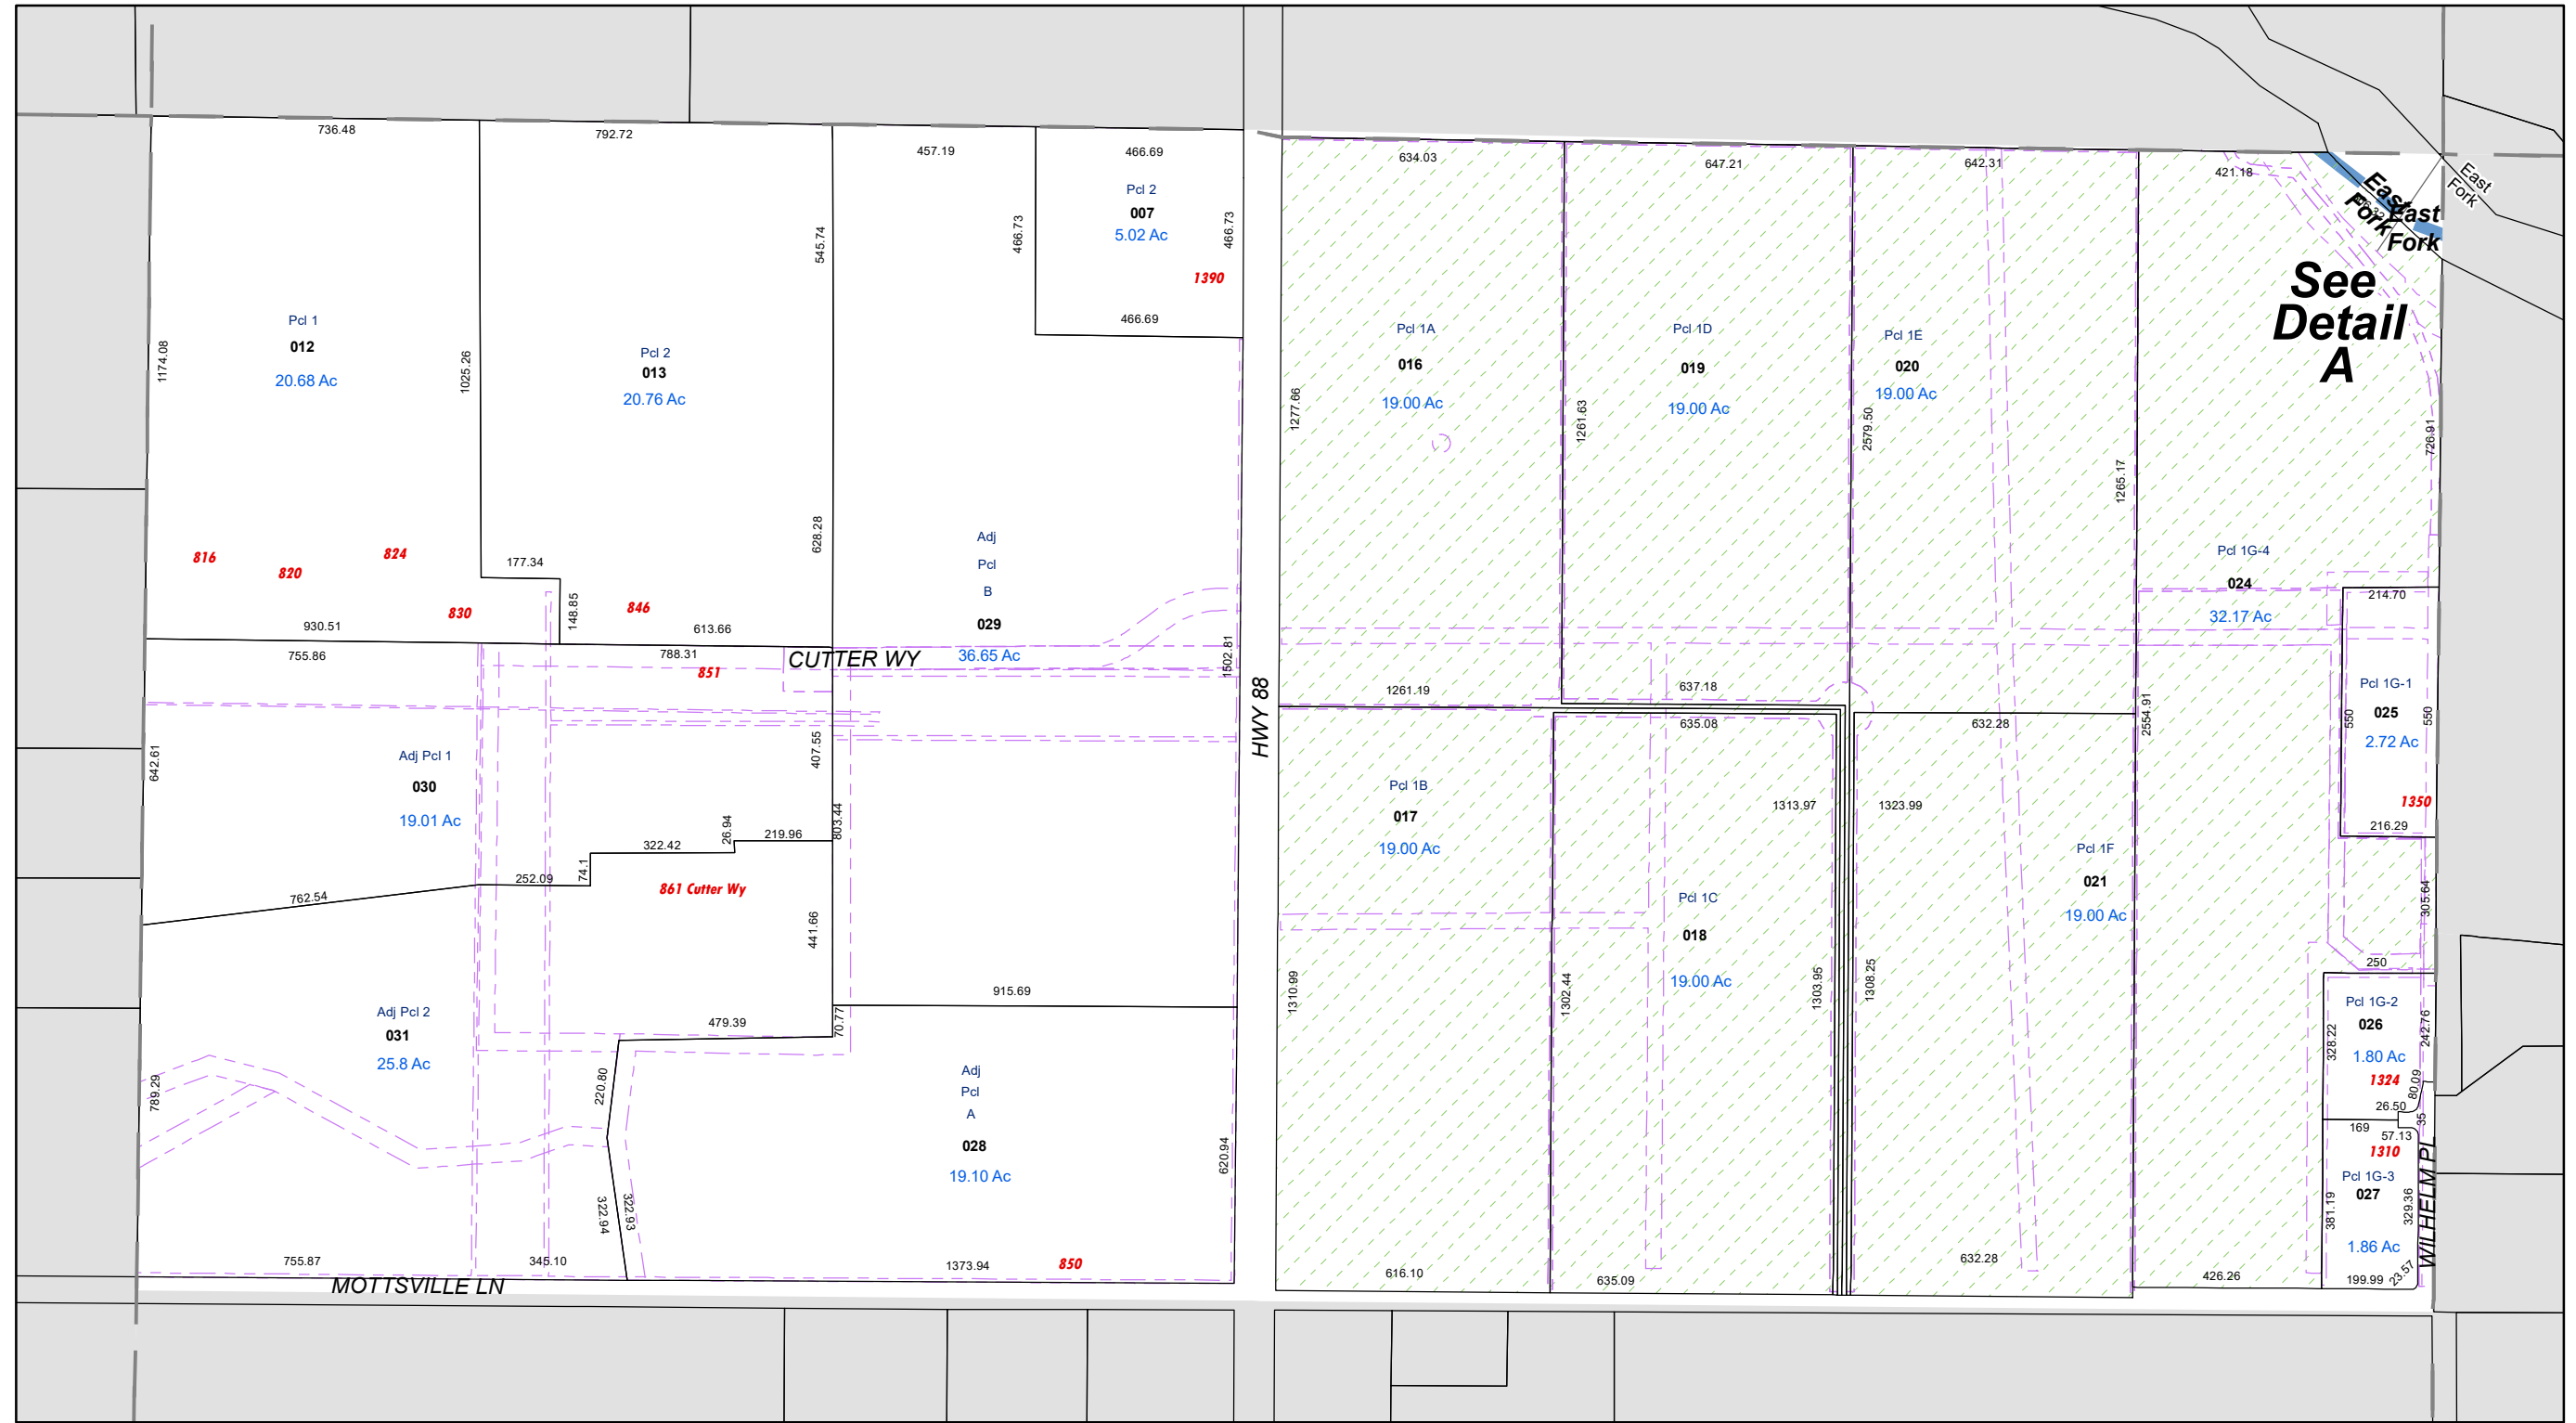 736.48
792.72
457.19
466.69
634.03
647.21
642.31
421.18
Pcl 2
007
5.02 Ac
1390
466.73
466.73
466.69
545.74
East
Fork
East
Fork
East
Fork
See
Detail
A
Pcl 1
012
20.68 Ac
1174.08
1025.26
Pcl 2
013
20.76 Ac
Pcl 1A
016
19.00 Ac
1277.66
Pcl 1D
019
19.00 Ac
1261.63
Pcl 1E
020
19.00 Ac
2579.50
1265.17
726.91
816
820
824
830
177.34
148.85
846
628.28
930.51
613.66
Adj
Pcl
B
029
36.65 Ac
1502.81
Pcl 1G-4
024
32.17 Ac
214.70
755.86
788.31
851
CUTTER WY
HWY 88
1261.19
637.18
635.08
632.28
2554.91
Pcl 1G-1
025
2.72 Ac
550
550
1350
216.29
642.61
Adj Pcl 1
030
19.01 Ac
407.55
803.44
26.94
219.96
322.42
74.1
252.09
762.54
861 Cutter Wy
441.66
Pcl 1B
017
19.00 Ac
1313.97
1323.99
Pcl 1C
018
19.00 Ac
Pcl 1F
021
19.00 Ac
305.64
250
1310.99
1302.44
1303.95
1308.25
915.69
70.77
479.39
Adj Pcl 2
031
25.8 Ac
789.29
220.80
322.94
322.93
Adj
Pcl
A
028
19.10 Ac
620.94
Pcl 1G-2
026
1.80 Ac
1324
328.22
242.76
80.09
26.50
35
169
57.13
1310
Pcl 1G-3
027
1.86 Ac
381.19
329.36
WILHELM PL
23.57
199.99
755.87
345.10
1373.94
850
616.10
635.09
632.28
426.26
MOTTSVILLE LN